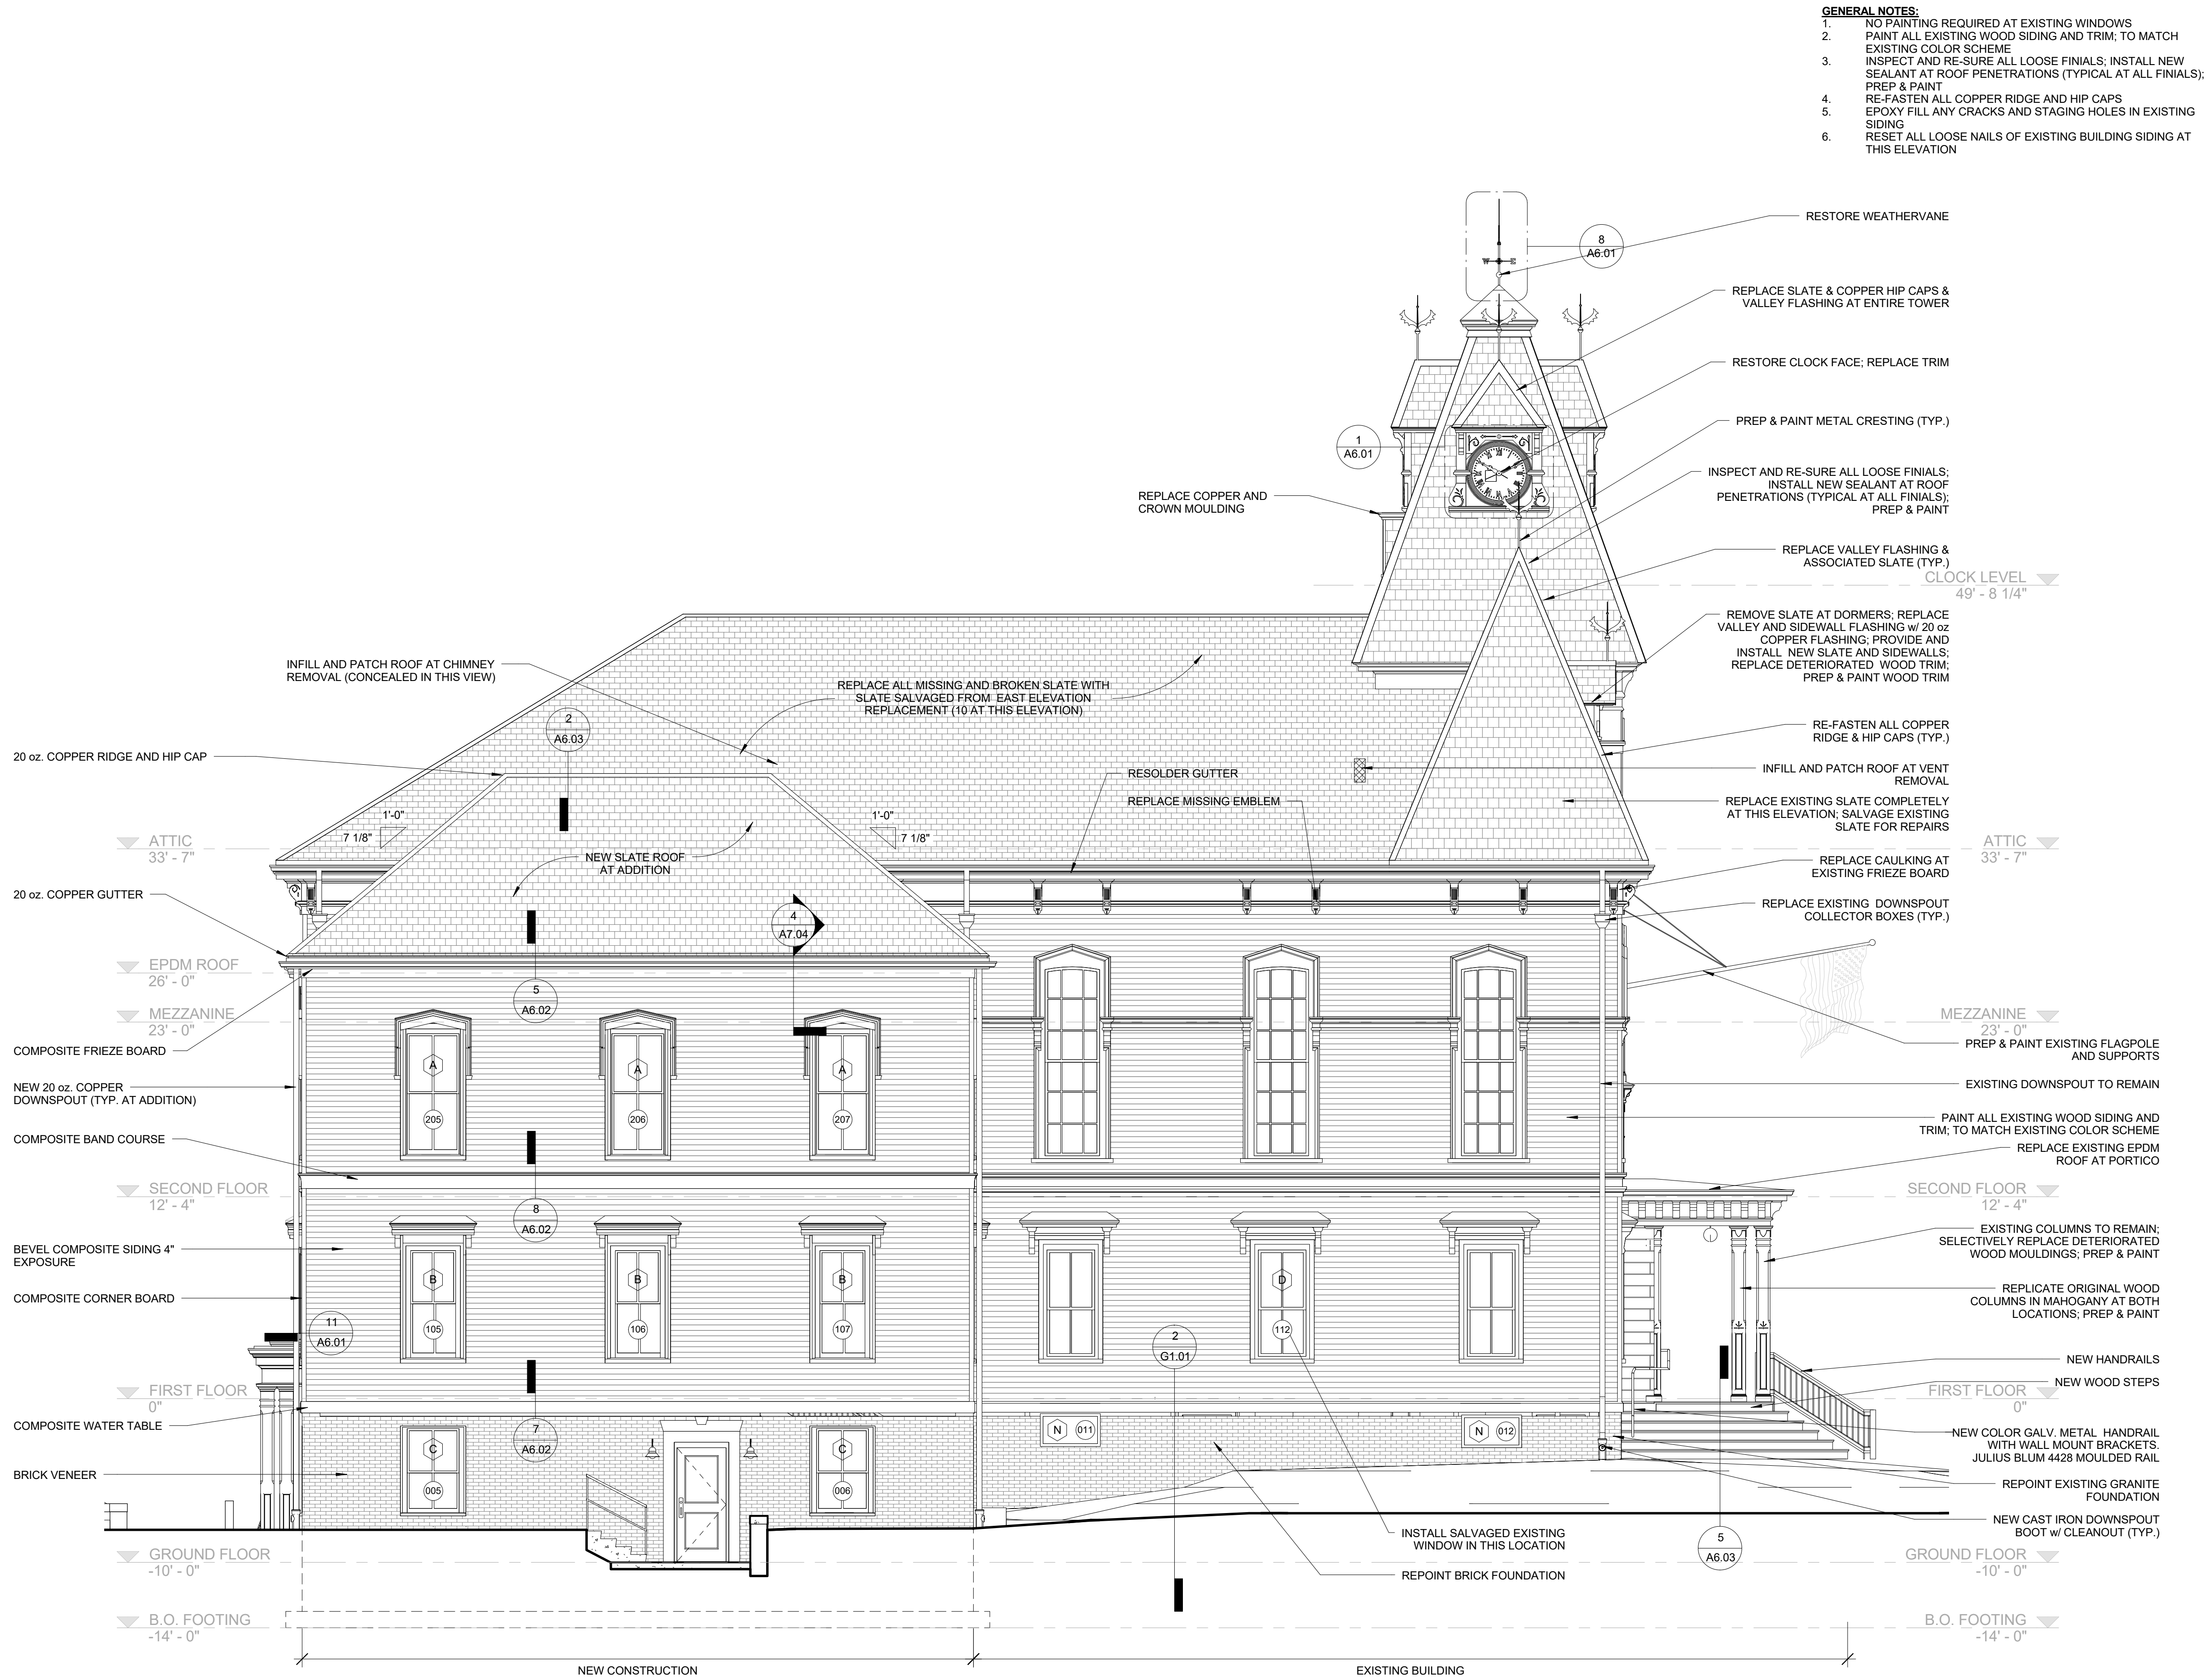 GENERAL NOTES:
1. NO PAINTING REQUIRED AT EXISTING WINDOWS
2. PAINT ALL EXISTING WOOD SIDING AND TRIM; TO MATCH
EXISTING COLOR SCHEME
3. INSPECT AND RE-SURE ALL LOOSE FINIALS; INSTALL NEW
SEALANT AT ROOF PENETRATIONS (TYPICAL AT ALL FINIALS);
PREP & PAINT
4. RE-FASTEN ALL COPPER RIDGE AND HIP CAPS
5. EPOXY FILL ANY CRACKS AND STAGING HOLES IN EXISTING
SIDING
6. RESET ALL LOOSE NAILS OF EXISTING BUILDING SIDING AT
THIS ELEVATION
RESTORE WEATHERVANE
8
A6.01
W E
REPLACE SLATE & COPPER HIP CAPS &
VALLEY FLASHING AT ENTIRE TOWER
RESTORE CLOCK FACE; REPLACE TRIM
PREP & PAINT METAL CRESTING (TYP.)
1
A6.01
INSPECT AND RE-SURE ALL LOOSE FINIALS;
INSTALL NEW SEALANT AT ROOF
PENETRATIONS (TYPICAL AT ALL FINIALS);
PREP & PAINT
REPLACE COPPER AND
CROWN MOULDING
REPLACE VALLEY FLASHING &
ASSOCIATED SLATE (TYP.)
CLOCK LEVEL
49' - 8 1/4"
REMOVE SLATE AT DORMERS; REPLACE
VALLEY AND SIDEWALL FLASHING w/ 20 oz
COPPER FLASHING; PROVIDE AND
INSTALL NEW SLATE AND SIDEWALLS;
REPLACE DETERIORATED WOOD TRIM;
PREP & PAINT WOOD TRIM
INFILL AND PATCH ROOF AT CHIMNEY
REMOVAL (CONCEALED IN THIS VIEW)
REPLACE ALL MISSING AND BROKEN SLATE WITH
SLATE SALVAGED FROM EAST ELEVATION
REPLACEMENT (10 AT THIS ELEVATION)
2
A6.03
RE-FASTEN ALL COPPER
RIDGE & HIP CAPS (TYP.)
20 oz. COPPER RIDGE AND HIP CAP
RESOLDER GUTTER
INFILL AND PATCH ROOF AT VENT
REMOVAL
REPLACE MISSING EMBLEM
REPLACE EXISTING SLATE COMPLETELY
AT THIS ELEVATION; SALVAGE EXISTING
SLATE FOR REPAIRS
1'-0"
7 1/8"
1'-0"
7 1/8"
ATTIC
33' - 7"
ATTIC
33' - 7"
NEW SLATE ROOF
AT ADDITION
REPLACE CAULKING AT
EXISTING FRIEZE BOARD
20 oz. COPPER GUTTER
REPLACE EXISTING DOWNSPOUT
COLLECTOR BOXES (TYP.)
4
A7.04
EPDM ROOF
26' - 0"
5
A6.02
MEZZANINE
23' - 0"
MEZZANINE
23' - 0"
COMPOSITE FRIEZE BOARD
PREP & PAINT EXISTING FLAGPOLE
AND SUPPORTS
A
A
A
NEW 20 oz. COPPER
DOWNSPOUT (TYP. AT ADDITION)
EXISTING DOWNSPOUT TO REMAIN
205
206
207
PAINT ALL EXISTING WOOD SIDING AND
TRIM; TO MATCH EXISTING COLOR SCHEME
COMPOSITE BAND COURSE
REPLACE EXISTING EPDM
ROOF AT PORTICO
SECOND FLOOR
12' - 4"
SECOND FLOOR
12' - 4"
8
A6.02
EXISTING COLUMNS TO REMAIN;
SELECTIVELY REPLACE DETERIORATED
WOOD MOULDINGS; PREP & PAINT
BEVEL COMPOSITE SIDING 4"
EXPOSURE
B
B
B
D
COMPOSITE CORNER BOARD
REPLICATE ORIGINAL WOOD
COLUMNS IN MAHOGANY AT BOTH
LOCATIONS; PREP & PAINT
11
A6.01
105
106
107
112
2
G1.01
NEW HANDRAILS
NEW WOOD STEPS
FIRST FLOOR
0"
FIRST FLOOR
0"
COMPOSITE WATER TABLE
7
A6.02
N 011
N 012
NEW COLOR GALV. METAL HANDRAIL
WITH WALL MOUNT BRACKETS.
JULIUS BLUM 4428 MOULDED RAIL
C
C
BRICK VENEER
005
006
REPOINT EXISTING GRANITE
FOUNDATION
NEW CAST IRON DOWNSPOUT
BOOT w/ CLEANOUT (TYP.)
INSTALL SALVAGED EXISTING
WINDOW IN THIS LOCATION
5
A6.03
GROUND FLOOR
-10' - 0"
GROUND FLOOR
-10' - 0"
REPOINT BRICK FOUNDATION
B.O. FOOTING
-14' - 0"
B.O. FOOTING
-14' - 0"
NEW CONSTRUCTION
EXISTING BUILDING